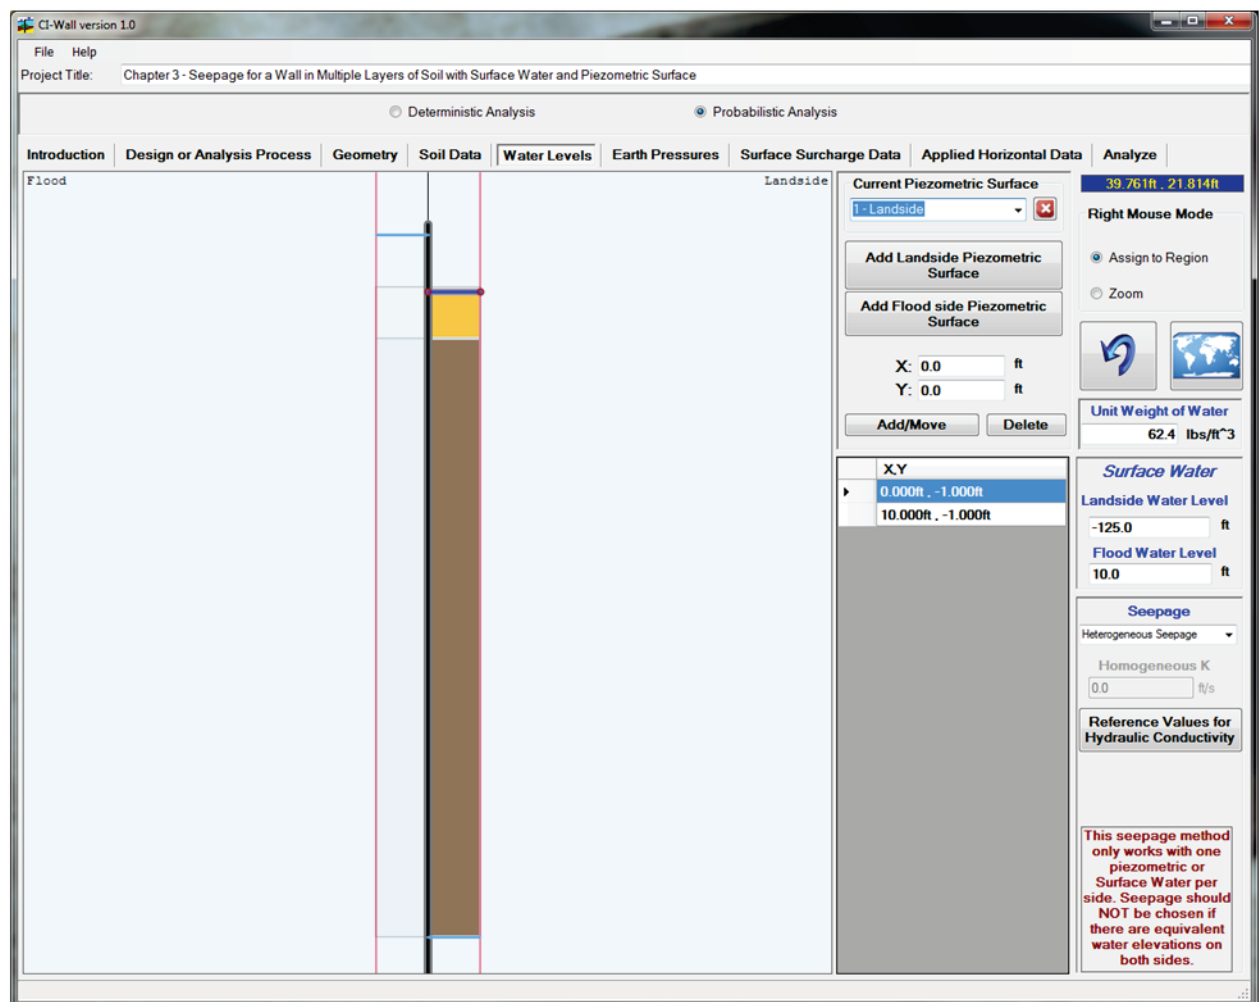 CI-Wall version 1.0
File Help
Project Title: Chapter 3 - Seepage for a Wall in Multiple Layers of Soil with Surface Water and Piezometric Surface
Deterministic Analysis Probabilistic Analysis
Introduction Design or Analysis Process Geometry Soil Data Water Levels Earth Pressures Surface Surcharge Data Applied Horizontal Data Analyze
Flood Landside
Current Piezometric Surface
1 - Landside
Add Landside Piezometric
Surface
Add Flood side Piezometric
Surface
X: 0.0 ft
Y: 0.0 ft
Add/Move Delete
X,Y
0.000ft , -1.000ft
10.000ft , -1.000ft
39.761ft , 21.814ft
Right Mouse Mode
Assign to Region
Zoom
Unit Weight of Water
62.4 lbs/ft^3
Surface Water
Landside Water Level
-125.0 ft
Flood Water Level
10.0 ft
Seepage
Heterogeneous Seepage
Homogeneous K
0.0 ft/s
Reference Values for
Hydraulic Conductivity
This seepage method
only works with one
piezometric or
Surface Water per
side. Seepage should
NOT be chosen if
there are equivalent
water elevations on
both sides.